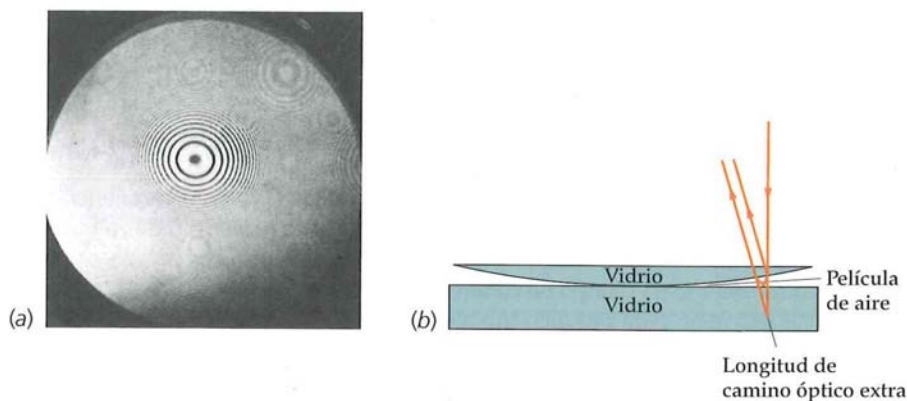 (a)
(b)
Vidrio
Vidrio
Película
de aire
Longitud de
camino óptico extra